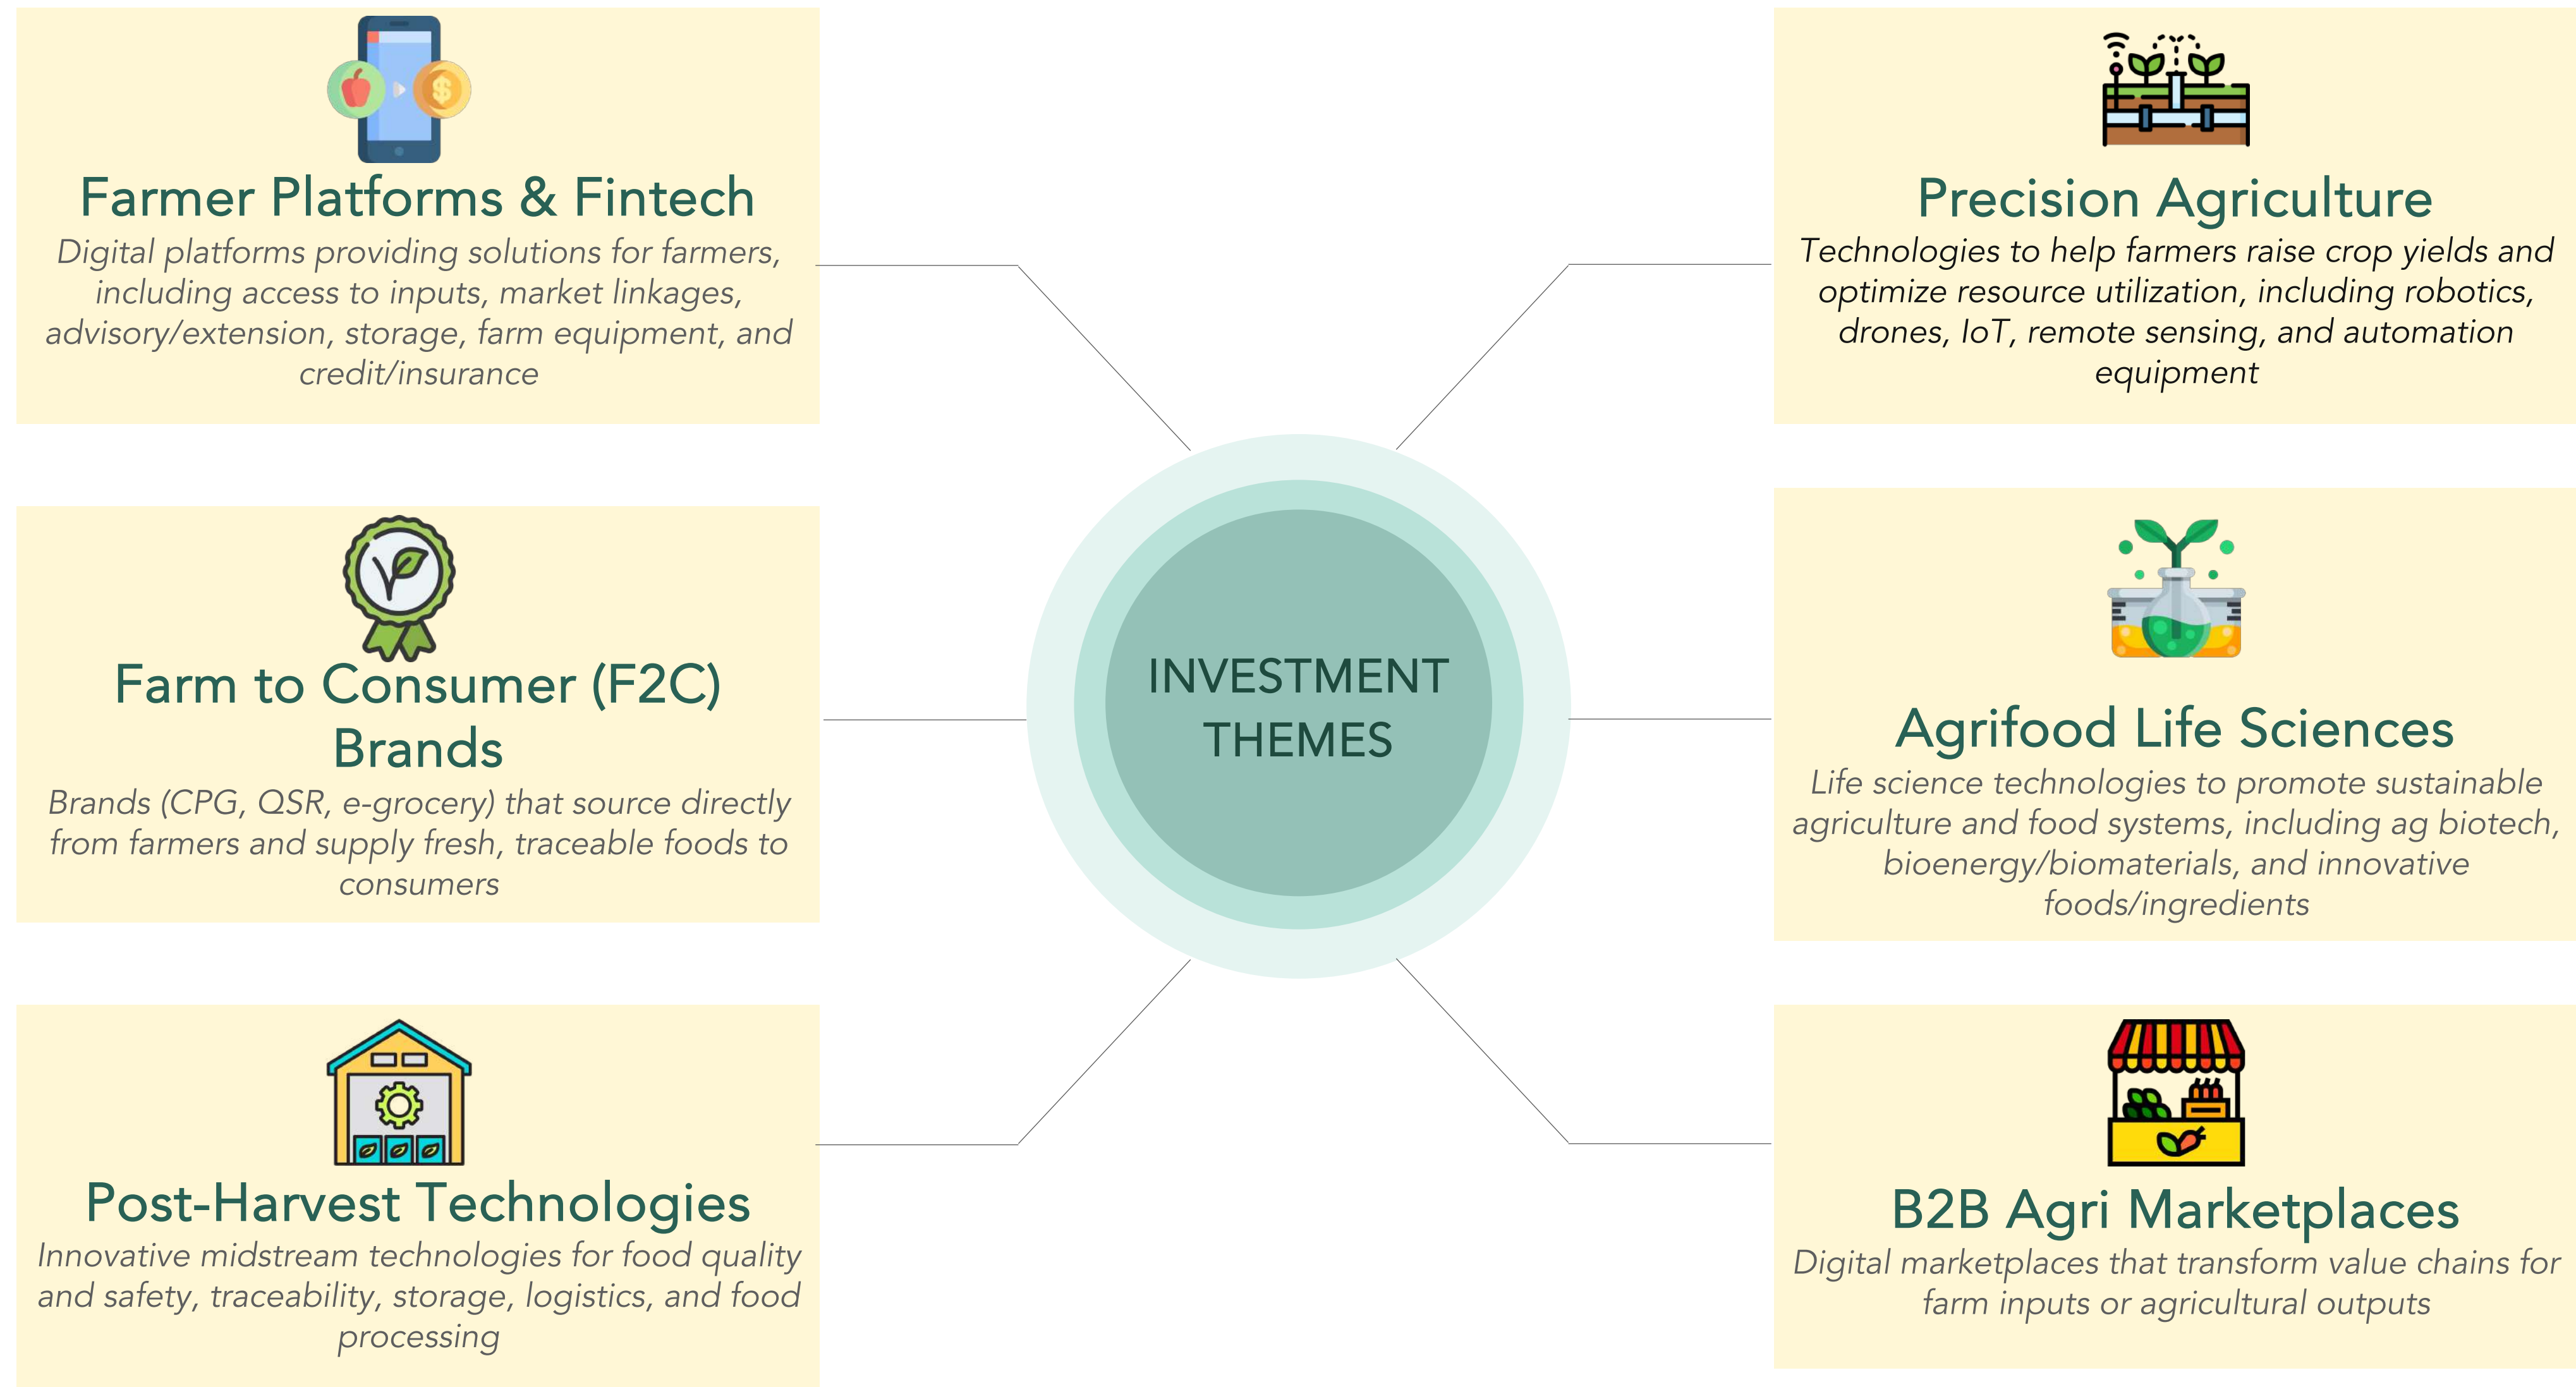 Farmer Platforms & Fintech
Digital platforms providing solutions for farmers,
including access to inputs, market linkages,
advisory/extension, storage, farm equipment, and
credit/insurance
Farm to Consumer (F2C)
Brands
Brands (CPG, QSR, e-grocery) that source directly
from farmers and supply fresh, traceable foods to
consumers
Post-Harvest Technologies
Innovative midstream technologies for food quality
and safety, traceability, storage, logistics, and food
processing
INVESTMENT
THEMES
Precision Agriculture
Technologies to help farmers raise crop yields and
optimize resource utilization, including robotics,
drones, IoT, remote sensing, and automation
equipment
Agrifood Life Sciences
Life science technologies to promote sustainable
agriculture and food systems, including ag biotech,
bioenergy/biomaterials, and innovative
foods/ingredients
B2B Agri Marketplaces
Digital marketplaces that transform value chains for
farm inputs or agricultural outputs